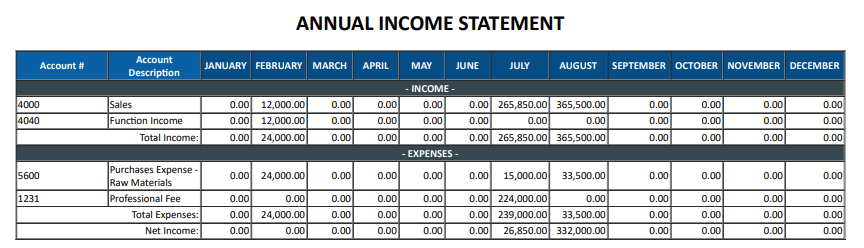 ANNUAL INCOME STATEMENT
Account # Account Description JANUARY FEBRUARY MARCH APRIL MAY JUNE JULY AUGUST SEPTEMBER OCTOBER NOVEMBER DECEMBER
- INCOME -
4000 Sales 0.00 12,000.00 0.00 0.00 0.00 0.00 265,850.00 365,500.00 0.00 0.00 0.00 0.00
4040 Function Income 0.00 12,000.00 0.00 0.00 0.00 0.00 0.00 0.00 0.00 0.00 0.00 0.00
Total Income: 0.00 24,000.00 0.00 0.00 0.00 0.00 265,850.00 365,500.00 0.00 0.00 0.00 0.00
- EXPENSES -
5600 Purchases Expense - Raw Materials 0.00 24,000.00 0.00 0.00 0.00 0.00 15,000.00 33,500.00 0.00 0.00 0.00 0.00
1231 Professional Fee 0.00 0.00 0.00 0.00 0.00 0.00 224,000.00 0.00 0.00 0.00 0.00 0.00
Total Expenses: 0.00 24,000.00 0.00 0.00 0.00 0.00 239,000.00 33,500.00 0.00 0.00 0.00 0.00
Net Income: 0.00 0.00 0.00 0.00 0.00 0.00 26,850.00 332,000.00 0.00 0.00 0.00 0.00